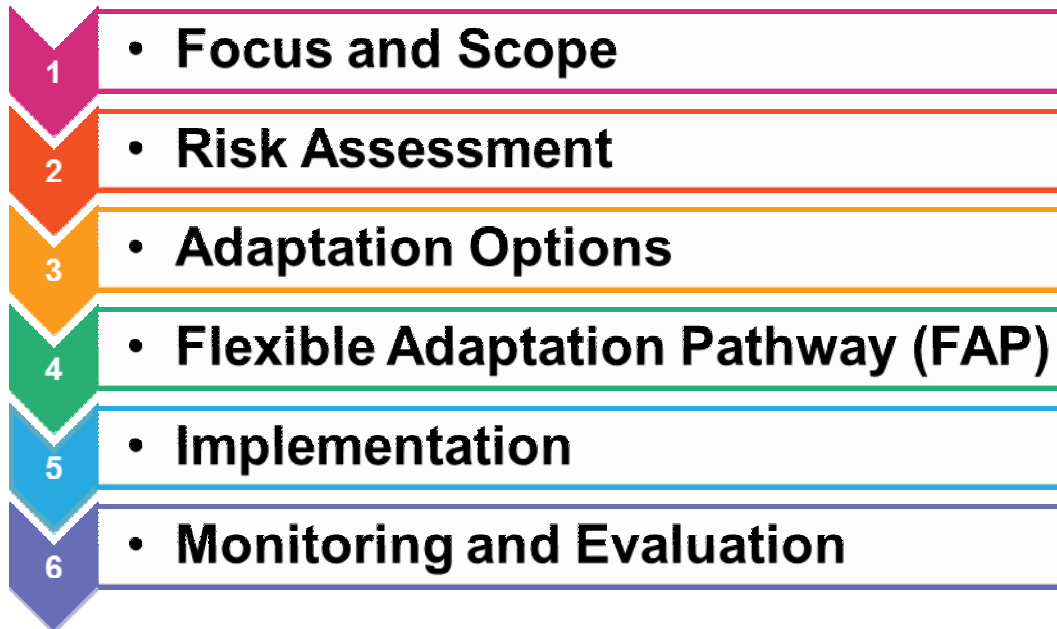 1 • Focus and Scope
2 • Risk Assessment
3 • Adaptation Options
4 • Flexible Adaptation Pathway (FAP)
5 • Implementation
6 • Monitoring and Evaluation